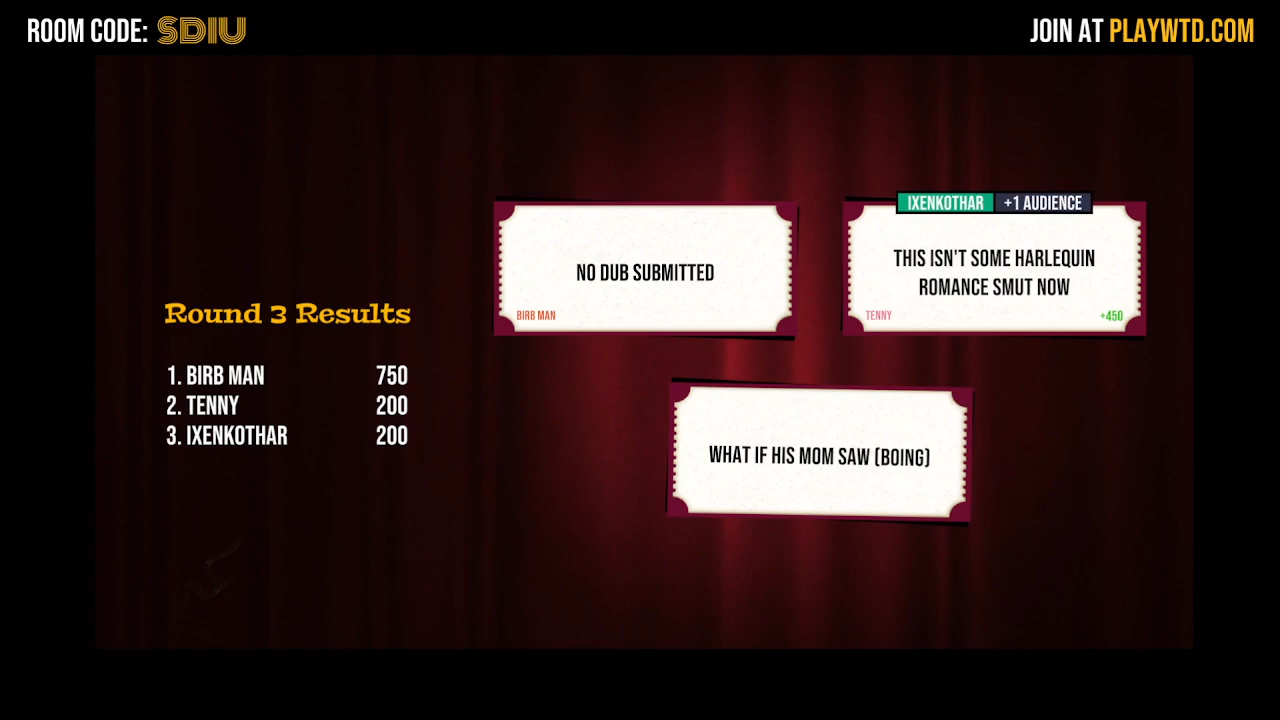 ROOM CODE: SDIU
JOIN AT PLAYWTD.COM
Round 3 Results
1. BIRB MAN 750
2. TENNY 200
3. IXENKOTHAR 200
NO DUB SUBMITTED
BIRB MAN
IXENKOTHAR +1 AUDIENCE
THIS ISN'T SOME HARLEQUIN
ROMANCE SMUT NOW
TENNY +450
WHAT IF HIS MOM SAW (BOING)